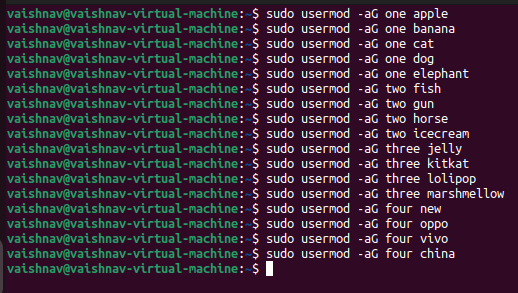 vaishnav@vaishnav-virtual-machine:~$ sudo usermod -aG one apple
vaishnav@vaishnav-virtual-machine:~$ sudo usermod -aG one banana
vaishnav@vaishnav-virtual-machine:~$ sudo usermod -aG one cat
vaishnav@vaishnav-virtual-machine:~$ sudo usermod -aG one dog
vaishnav@vaishnav-virtual-machine:~$ sudo usermod -aG one elephant
vaishnav@vaishnav-virtual-machine:~$ sudo usermod -aG two fish
vaishnav@vaishnav-virtual-machine:~$ sudo usermod -aG two gun
vaishnav@vaishnav-virtual-machine:~$ sudo usermod -aG two horse
vaishnav@vaishnav-virtual-machine:~$ sudo usermod -aG two icecream
vaishnav@vaishnav-virtual-machine:~$ sudo usermod -aG three jelly
vaishnav@vaishnav-virtual-machine:~$ sudo usermod -aG three kitkat
vaishnav@vaishnav-virtual-machine:~$ sudo usermod -aG three lolipop
vaishnav@vaishnav-virtual-machine:~$ sudo usermod -aG three marshmellow
vaishnav@vaishnav-virtual-machine:~$ sudo usermod -aG four new
vaishnav@vaishnav-virtual-machine:~$ sudo usermod -aG four oppo
vaishnav@vaishnav-virtual-machine:~$ sudo usermod -aG four vivo
vaishnav@vaishnav-virtual-machine:~$ sudo usermod -aG four china
vaishnav@vaishnav-virtual-machine:~$